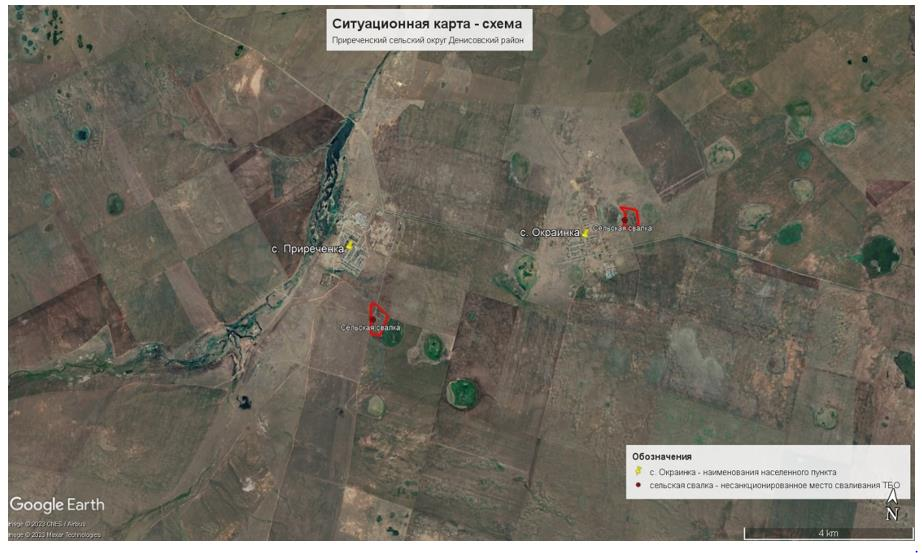 Ситуационная карта - схема
Приреченский сельский округ Денисовский район
с. Приреченка
с. Окраинка
Сельская свалка
Сельская свалка
Обозначения
с. Окраинка - наименования населенного пункта
сельская свалка - несанкционированное место сваливания ТБО
Google Earth
Image © 2023 CNES / Airbus
Image © 2023 Maxar Technologies
N
4 km